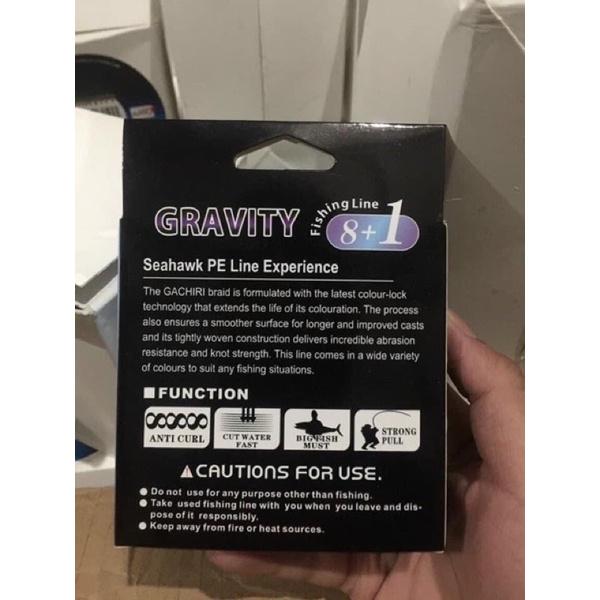 GRAVITY
Fishing Line
8+1
Seahawk PE Line Experience
The GACHIRI braid is formulated with the latest colour-lock
technology that extends the life of its colouration. The process
also ensures a smoother surface for longer and improved casts
and its tightly woven construction delivers incredible abrasion
resistance and knot strength. This line comes in a wide variety
of colours to suit any fishing situations.
FUNCTION
ANTI CURL
CUT WATER
FAST
BIG FISH
MUST
STRONG
PULL
CAUTIONS FOR USE.
● Do not use for any purpose other than fishing.
● Take used fishing line with you when you leave and dis-
pose of it responsibly.
● Keep away from fire or heat sources.